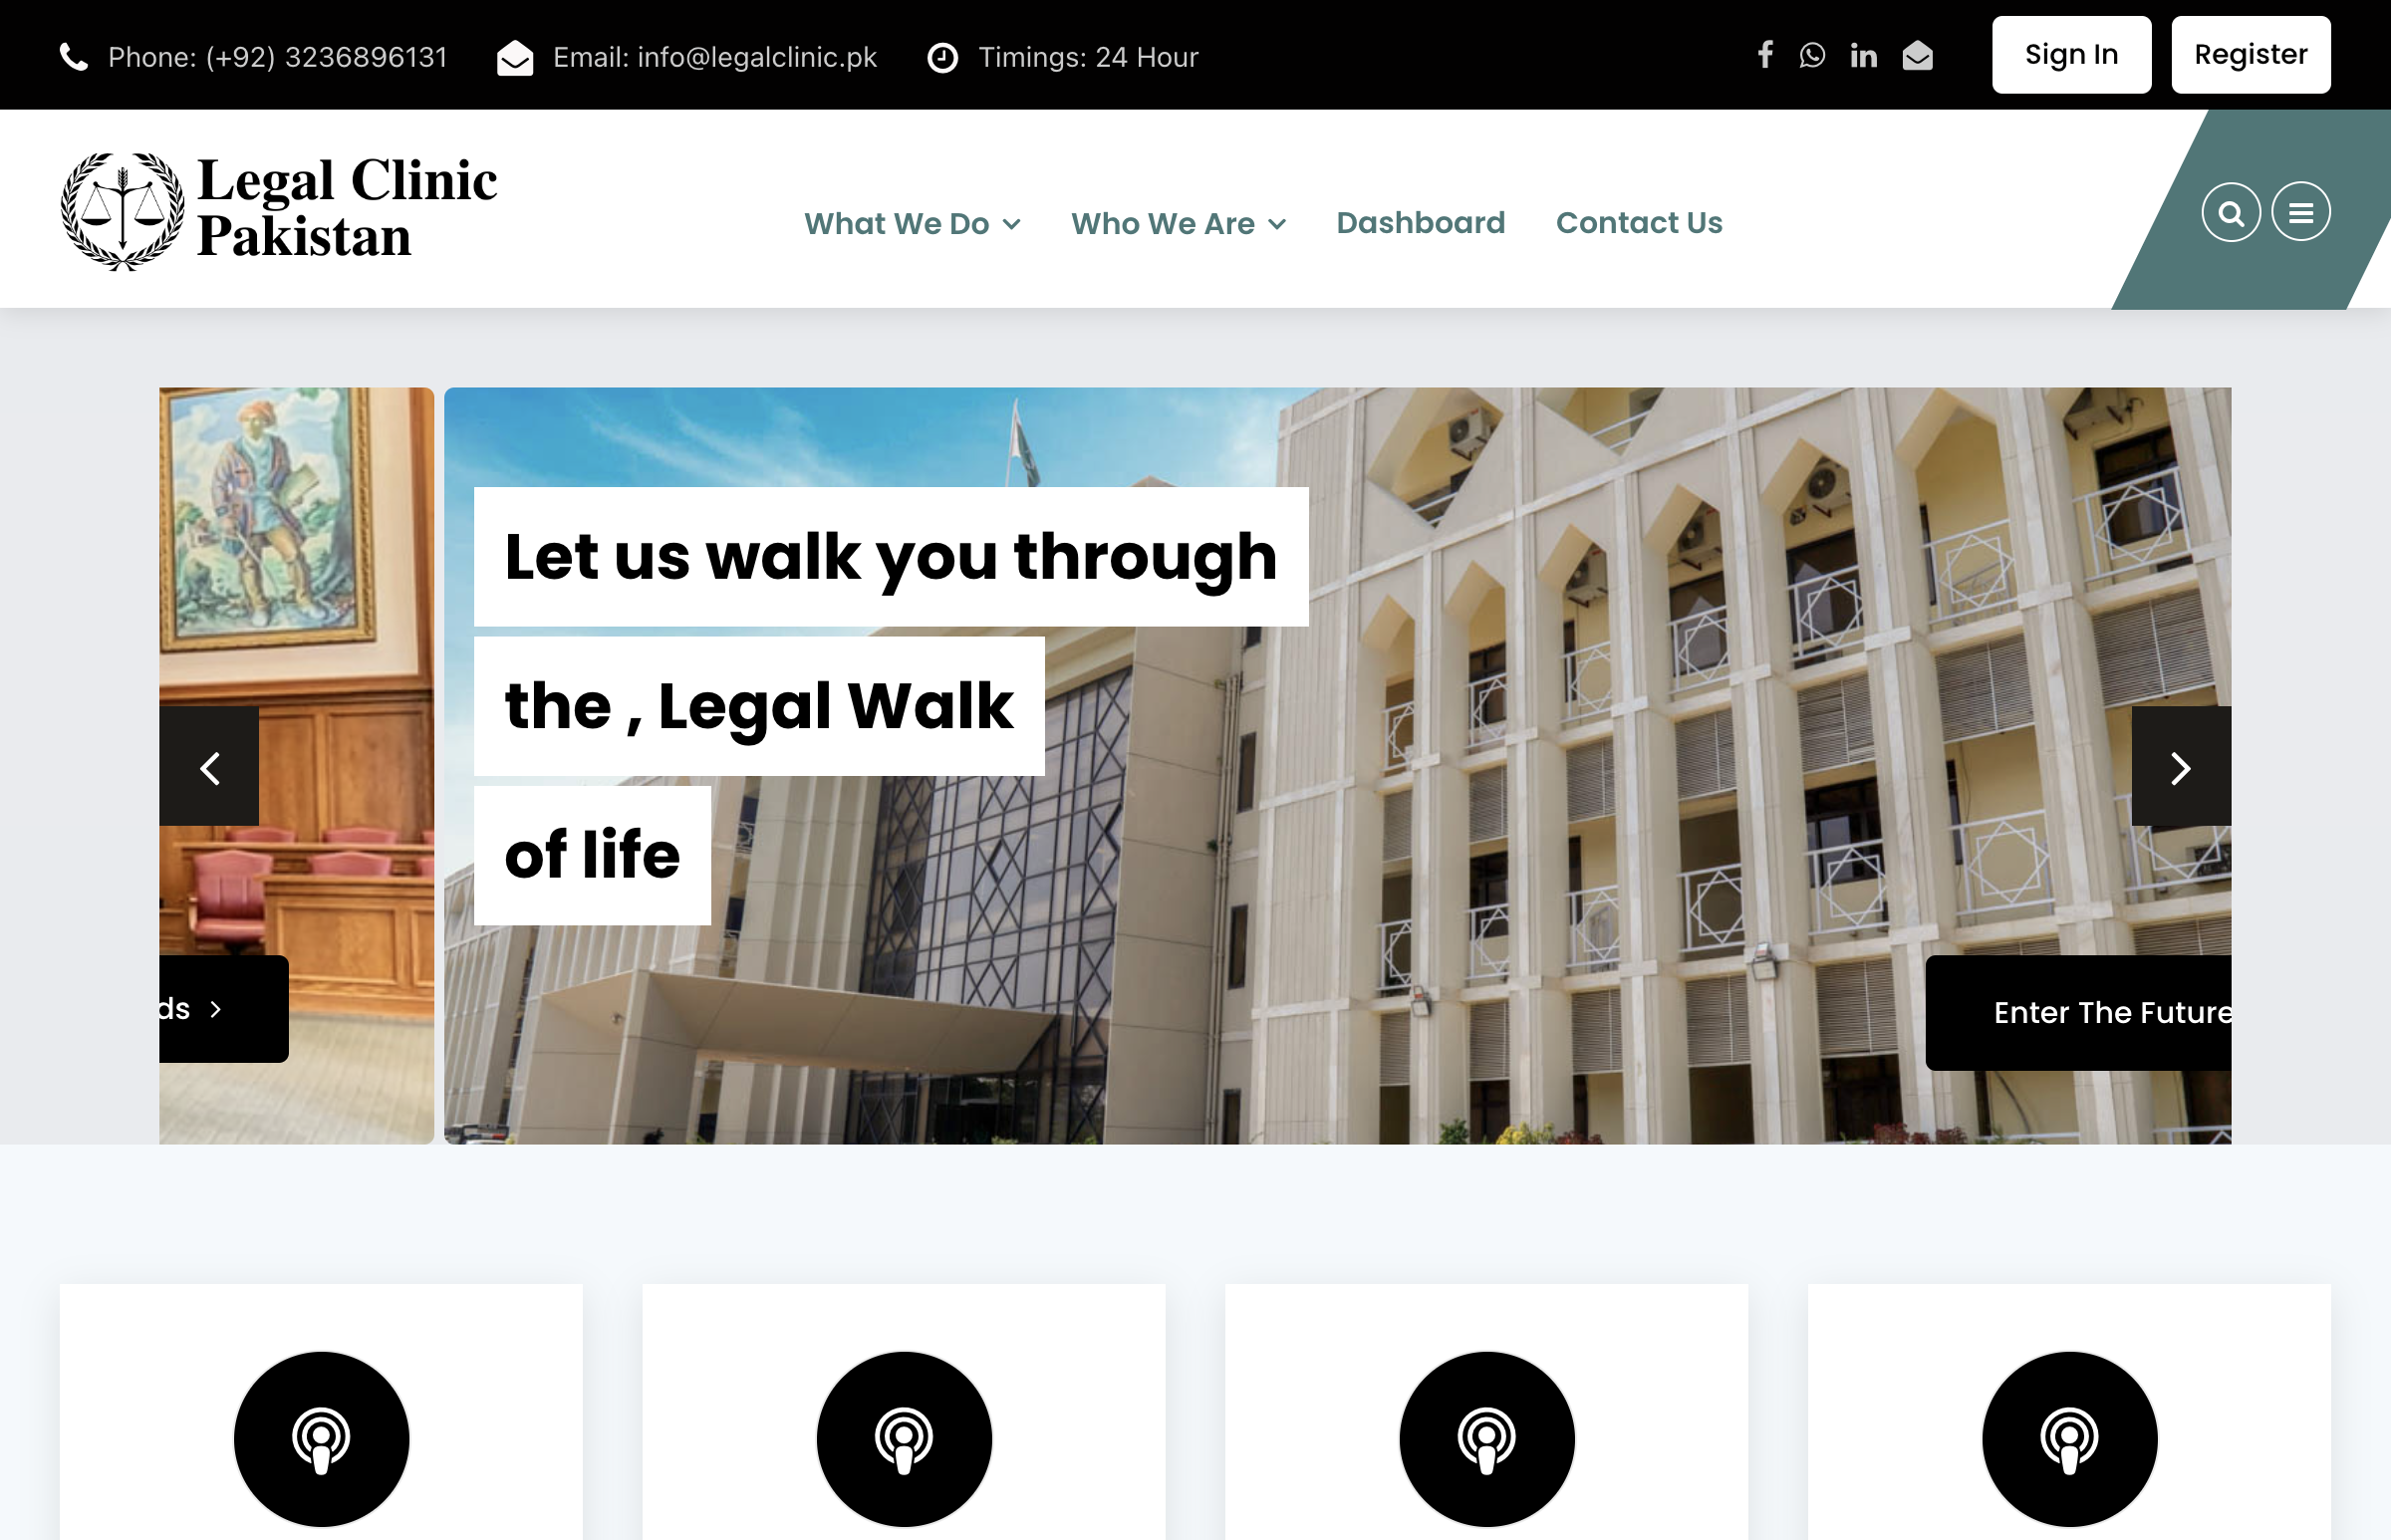 Phone: (+92) 3236896131
Email: info@legalclinic.pk
Timings: 24 Hour
Sign In
Register
Legal Clinic
Pakistan
What We Do
Who We Are
Dashboard
Contact Us
Let us walk you through
the , Legal Walk
of life
ds
Enter The Future